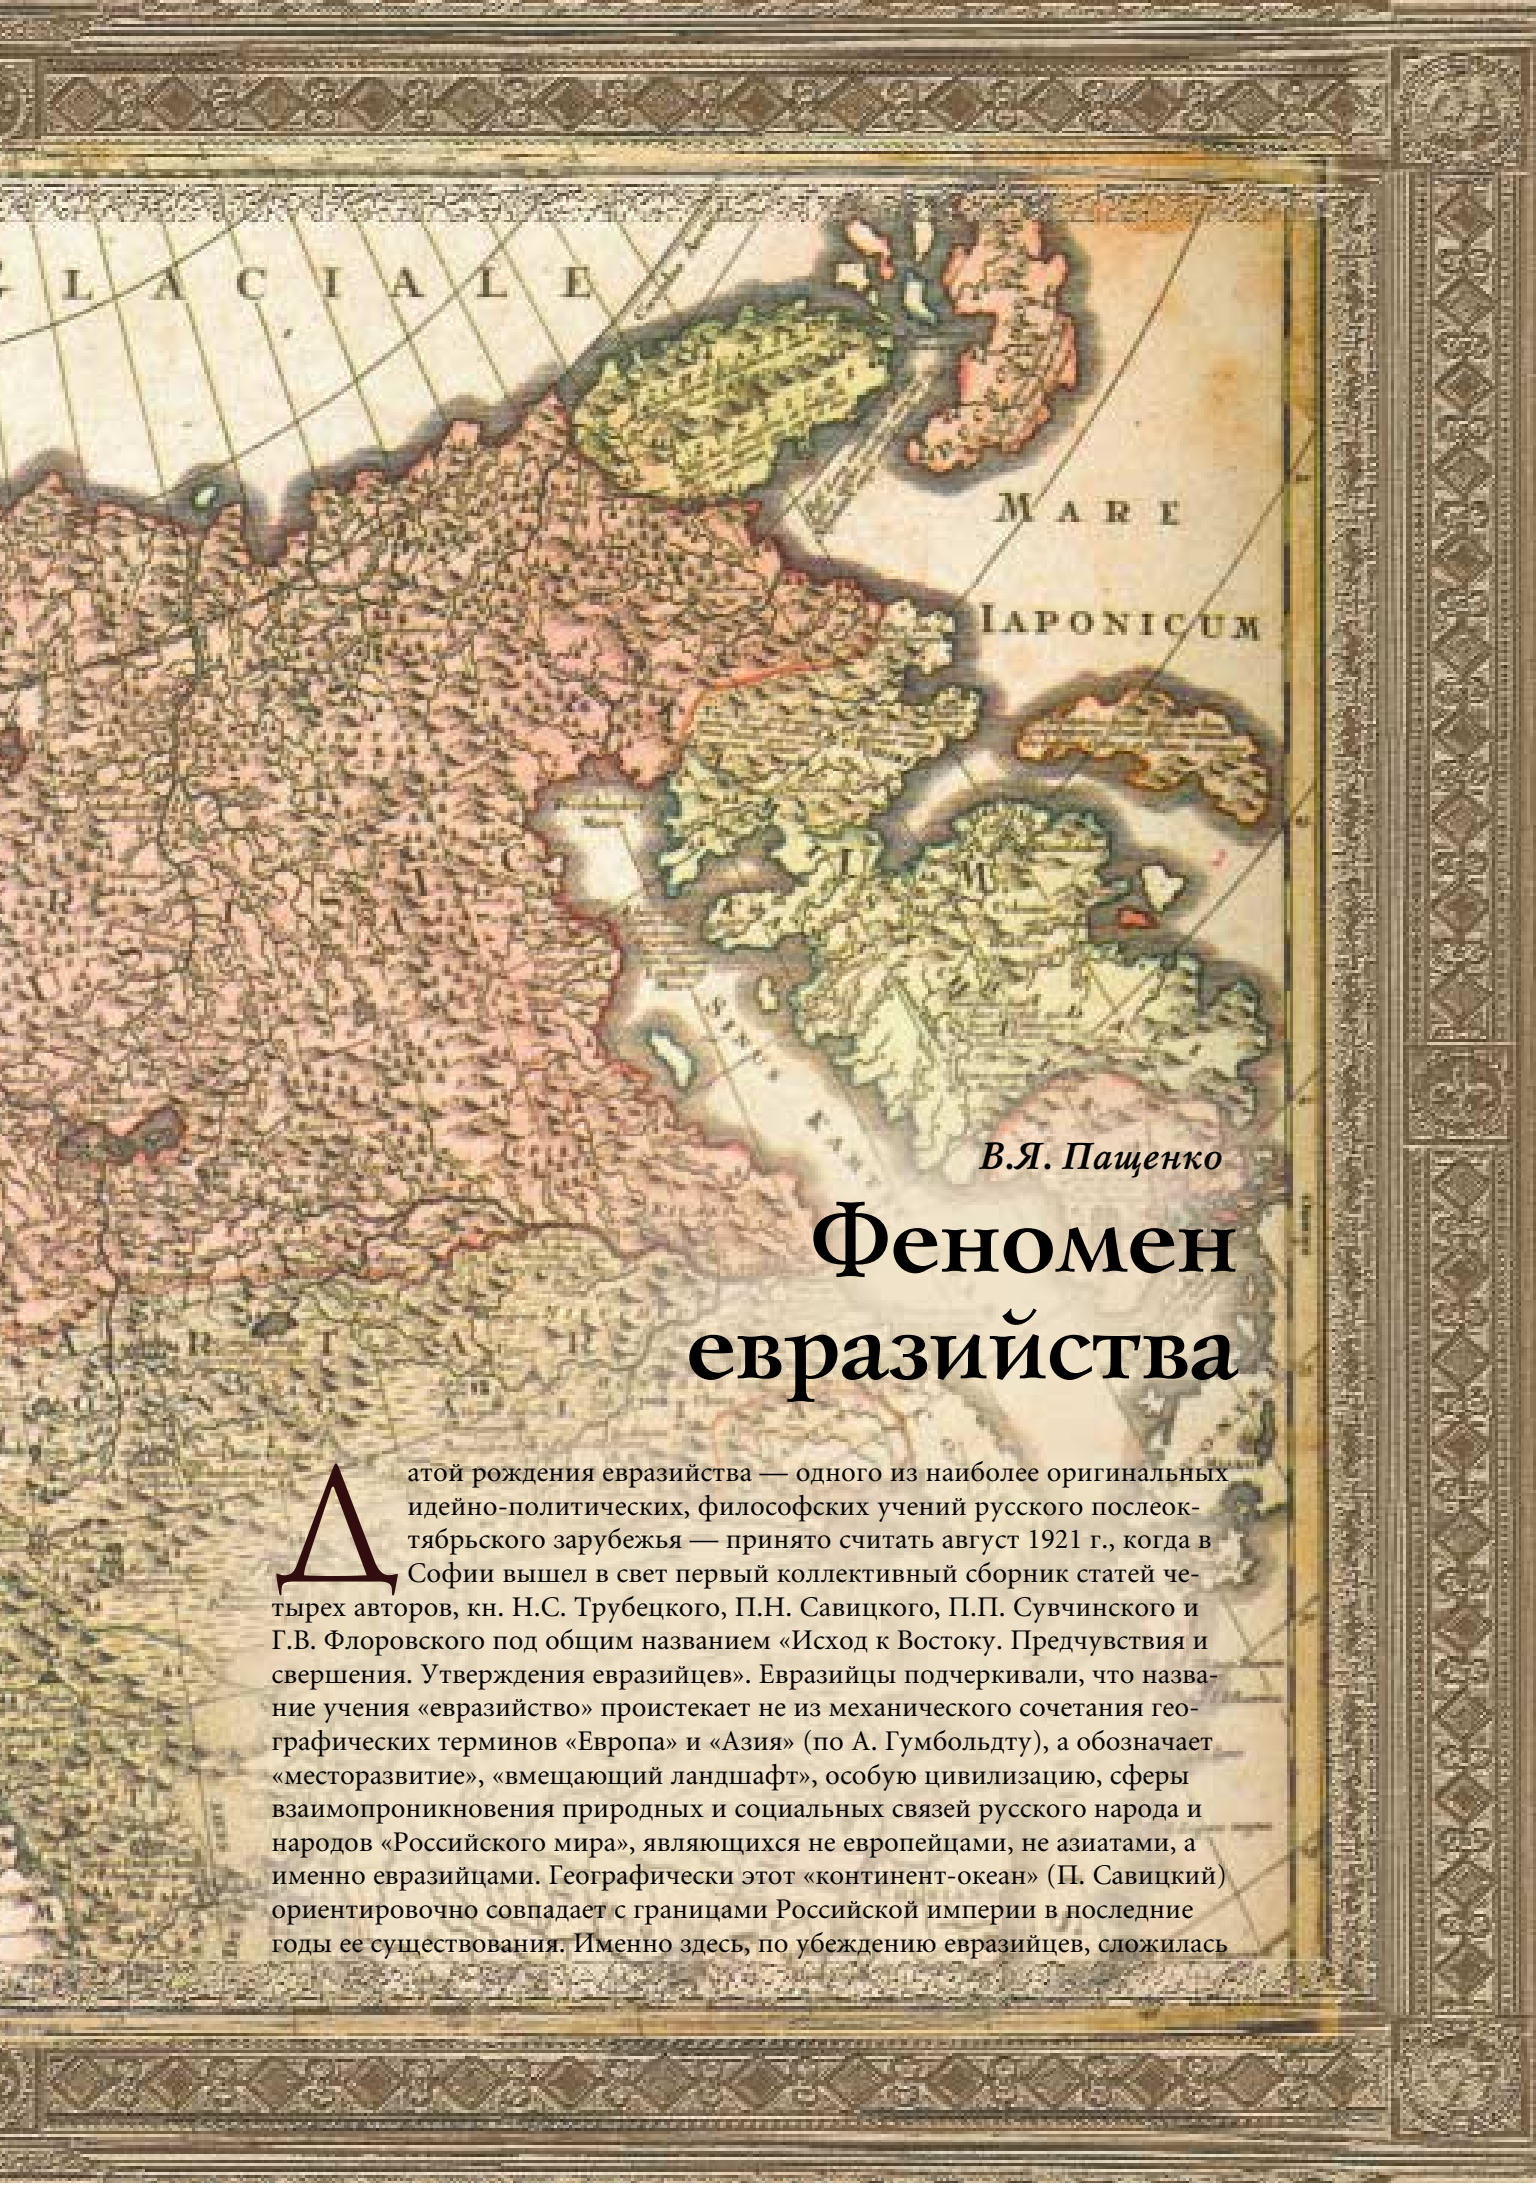 GLACIALE
MARE
IAPONICUM
SINUS
В.Я. Пащенко
Феномен
евразийства
Датой рождения евразийства — одного из наиболее оригинальных
идейно-политических, философских учений русского послеок-
тябрьского зарубежья — принято считать август 1921 г., когда в
Софии вышел в свет первый коллективный сборник статей че-
тырех авторов, кн. Н.С. Трубецкого, П.Н. Савицкого, П.П. Сувчинского и
Г.В. Флоровского под общим названием «Исход к Востоку. Предчувствия и
свершения. Утверждения евразийцев». Евразийцы подчеркивали, что назва-
ние учения «евразийство» проистекает не из механического сочетания гео-
графических терминов «Европа» и «Азия» (по А. Гумбольдту), а обозначает
«месторазвитие», «вмещающий ландшафт», особую цивилизацию, сферы
взаимопроникновения природных и социальных связей русского народа и
народов «Российского мира», являющихся не европейцами, не азиатами, а
именно евразийцами. Географически этот «континент-океан» (П. Савицкий)
ориентировочно совпадает с границами Российской империи в последние
годы ее существования. Именно здесь, по убеждению евразийцев, сложилась